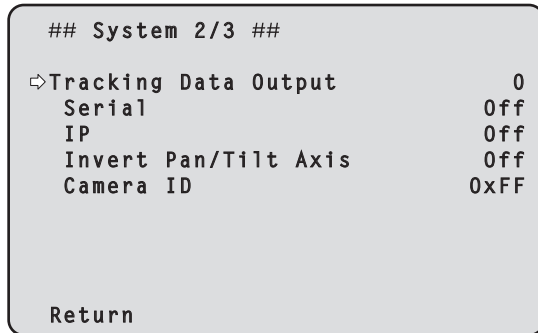 ## System 2/3 ##
⇨Tracking Data Output 0
Serial Off
IP Off
Invert Pan/Tilt Axis Off
Camera ID 0xFF
Return